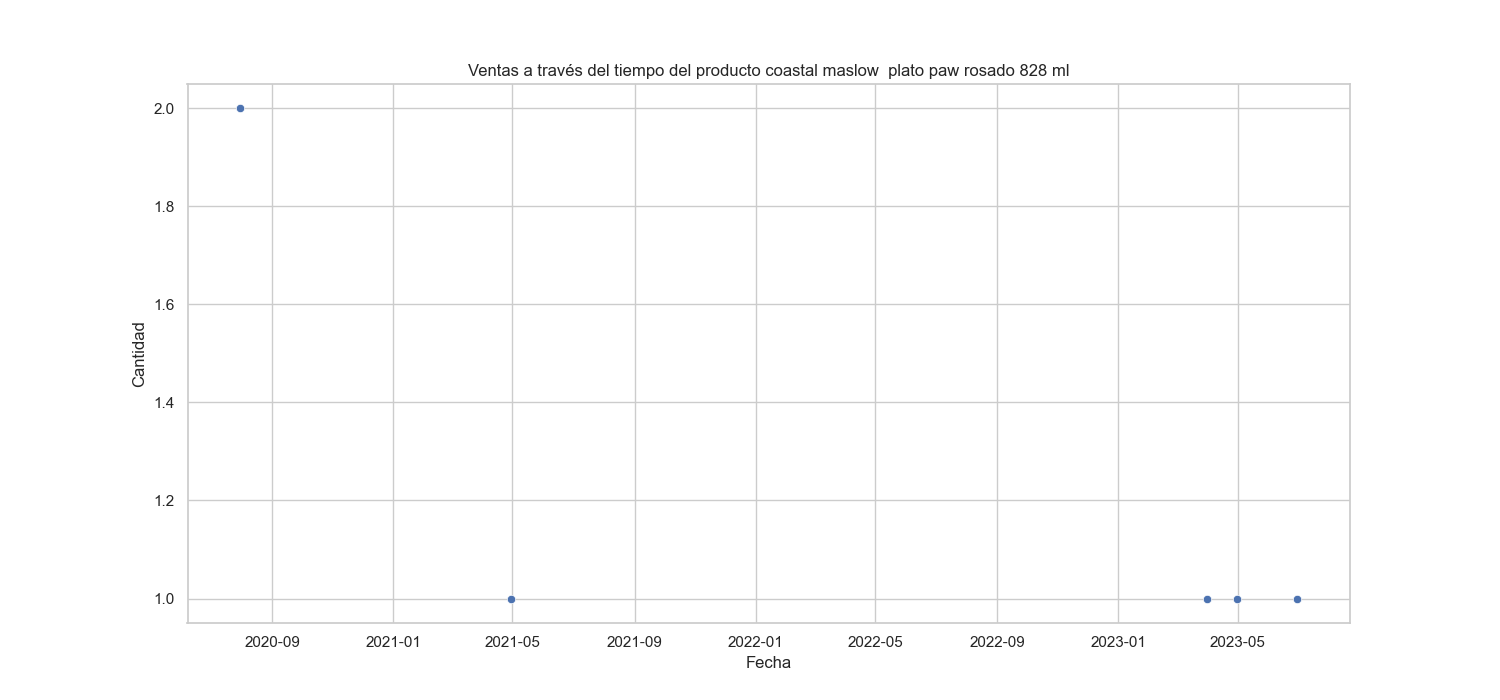 Ventas a través del tiempo del producto coastal maslow  plato paw rosado 828 ml
2.0
1.8
1.6
1.4
1.2
1.0
Cantidad
2020-09 2021-01 2021-05 2021-09 2022-01 2022-05 2022-09 2023-01 2023-05
Fecha